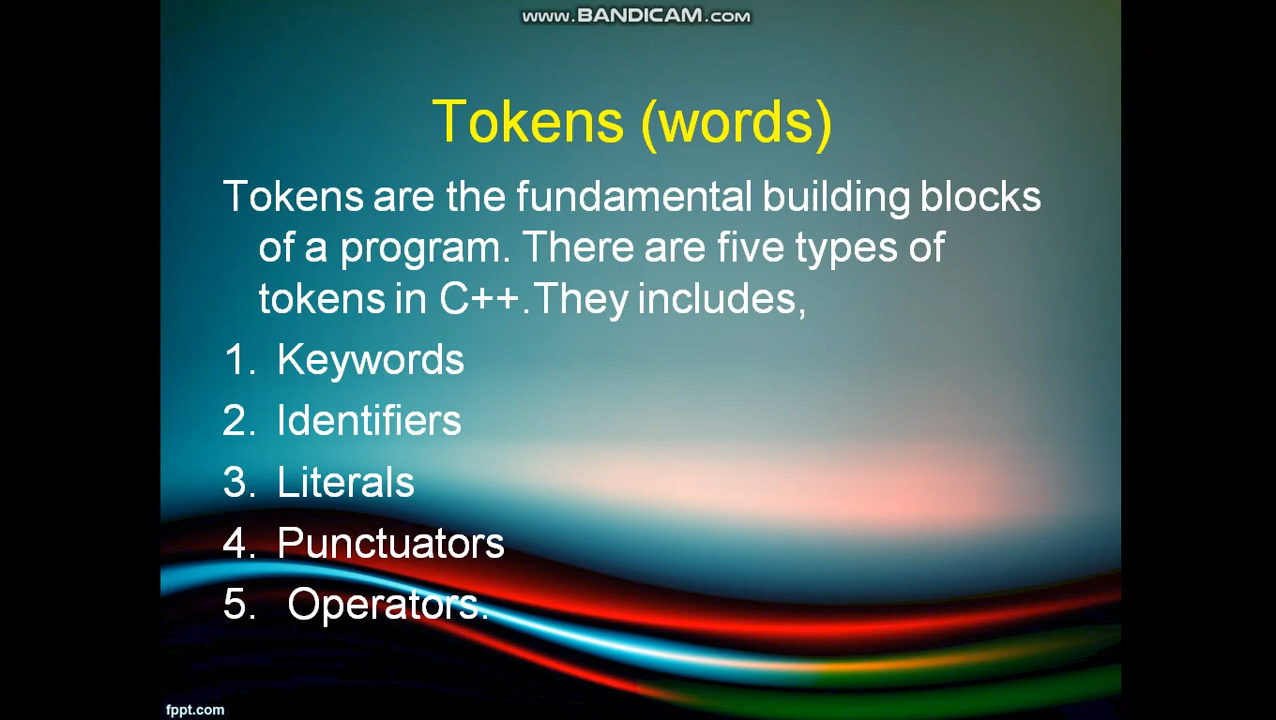 www.BANDICAM.com
Tokens (words)
Tokens are the fundamental building blocks
of a program. There are five types of
tokens in C++.They includes,
1. Keywords
2. Identifiers
3. Literals
4. Punctuators
5. Operators.
fppt.com